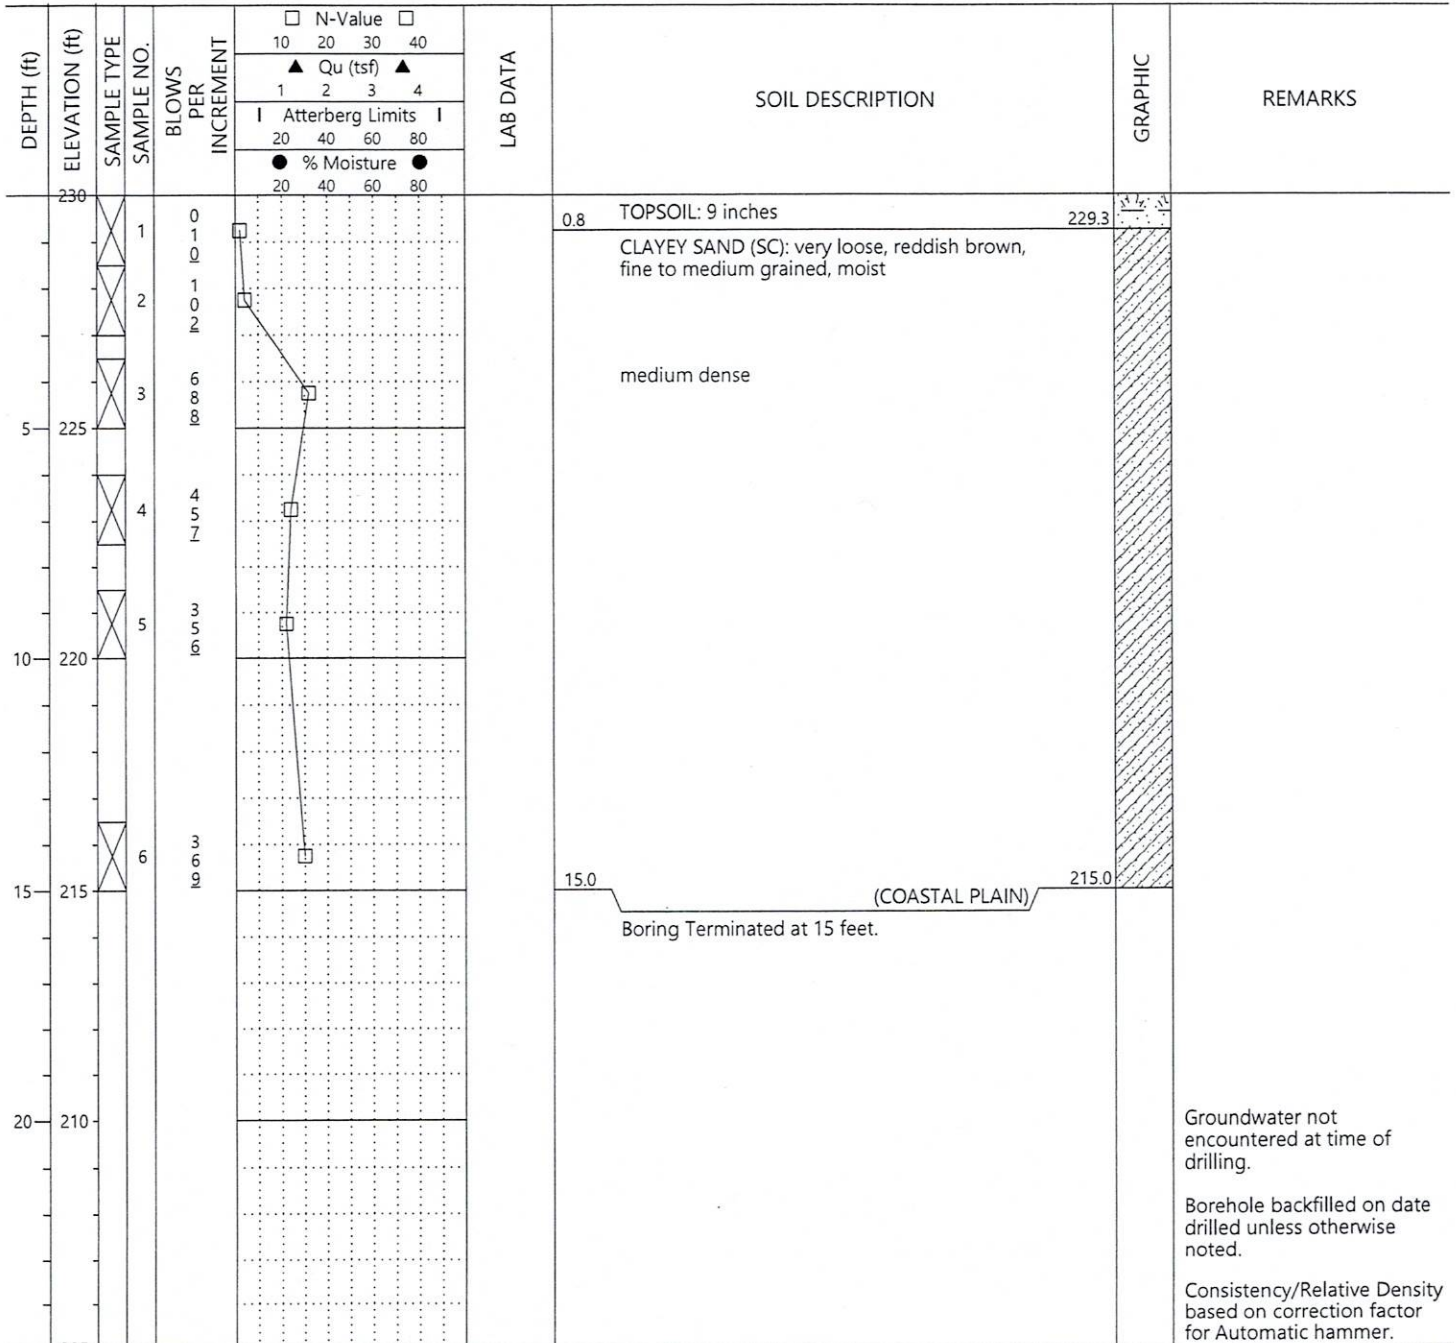 DEPTH (ft)
ELEVATION (ft)
SAMPLE TYPE
SAMPLE NO.
BLOWS
PER
INCREMENT
N-Value
10 20 30 40
Qu (tsf)
1 2 3 4
Atterberg Limits
20 40 60 80
% Moisture
20 40 60 80
LAB DATA
SOIL DESCRIPTION
GRAPHIC
REMARKS
230
1
0
1
0
0.8 TOPSOIL: 9 inches 229.3
CLAYEY SAND (SC): very loose, reddish brown,
fine to medium grained, moist
2
1
0
2
3
6
8
8
medium dense
5 225
4
4
5
7
5
3
5
6
10 220
6
3
6
9
15 215
15.0 (COASTAL PLAIN) 215.0
Boring Terminated at 15 feet.
20 210
Groundwater not
encountered at time of
drilling.
Borehole backfilled on date
drilled unless otherwise
noted.
Consistency/Relative Density
based on correction factor
for Automatic hammer.